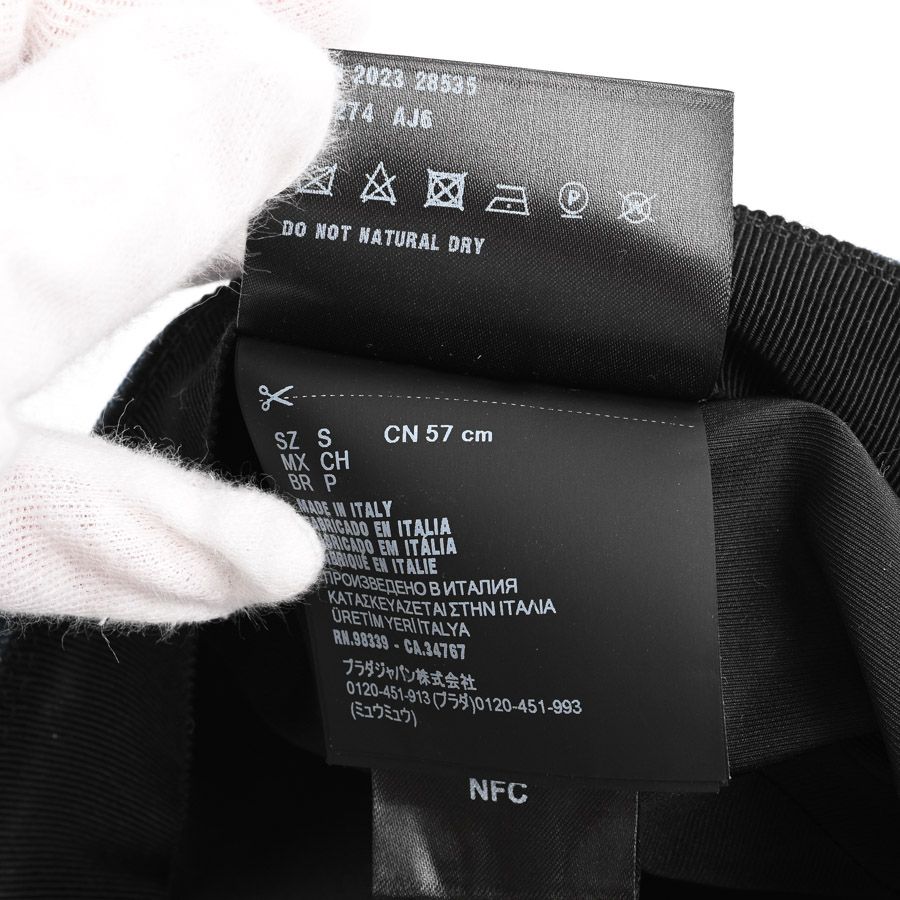 2023 28535
274 AJ6
P
DO NOT NATURAL DRY
SZ S CN 57 cm
MX CH
BR P
MADE IN ITALY
FABRICADO EN ITALIA
FABRICADO EM ITÁLIA
FABRIQUÉ EN ITALIE
ПРОИЗВЕДЕНО В ИТАЛИЯ
ΚΑΤΑΣΚΕΥΑΖΕΤΑΙ ΣΤΗΝ ΙΤΑΛΙΑ
ÜRETİM YERİ İTALYA
RN.98339 - CA.34767
プラダジャパン株式会社
0120-451-913(プラダ)0120-451-993
(ミュウミュウ)
NFC